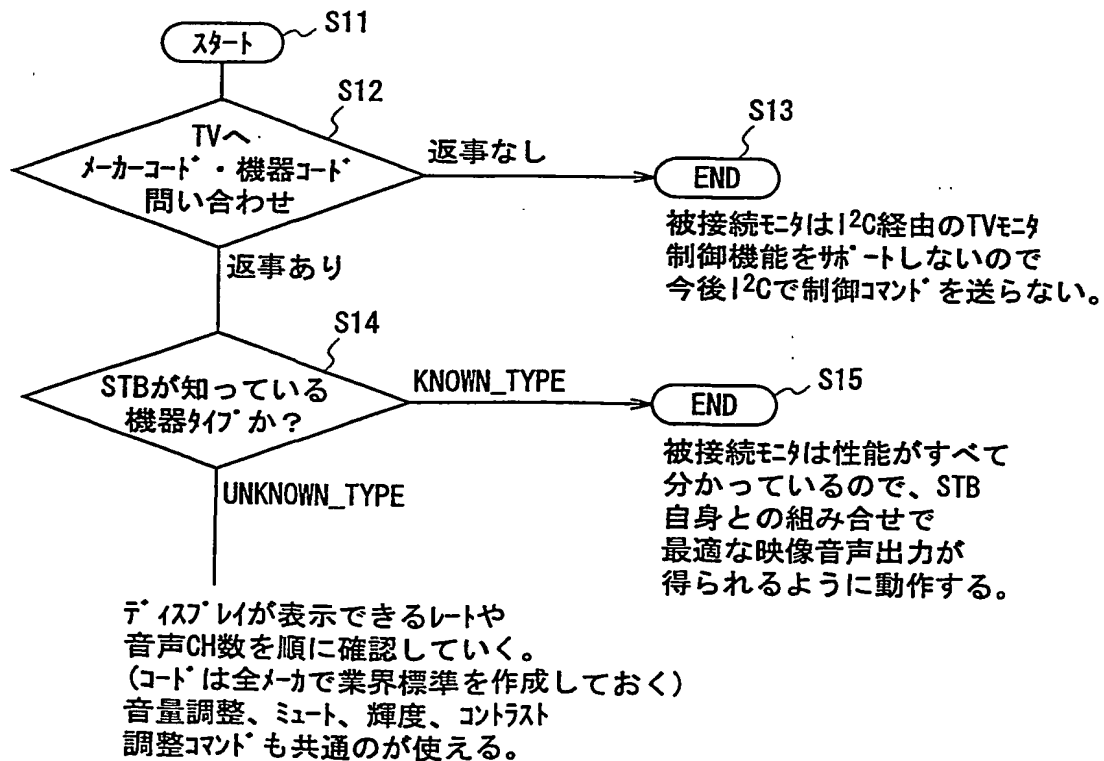 スタート
S11
S12
TVへ
メーカーコード・機器コード
問い合わせ
返事なし
S13
END
被接続モニタはI²C経由のTVモニタ
制御機能をサポートしないので
今後I²Cで制御コマンドを送らない。
返事あり
S14
STBが知っている
機器タイプか?
KNOWN_TYPE
S15
END
被接続モニタは性能がすべて
分かっているので、STB
自身との組み合せで
最適な映像音声出力が
得られるように動作する。
UNKNOWN_TYPE
ディスプレイが表示できるレートや
音声CH数を順に確認していく。
(コードは全メーカで業界標準を作成しておく)
音量調整、ミュート、輝度、コントラスト
調整コマンドも共通のが使える。